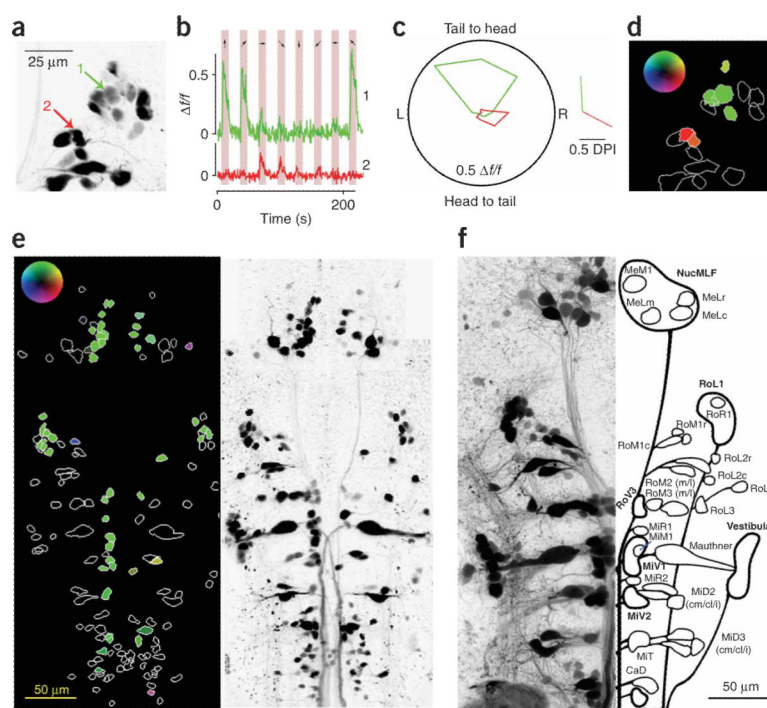 a
25 μm
1
2
b
0.5
0
Δf/f
1
0
2
0
200
Time (s)
c
Tail to head
L
R
0.5 Δf/f
Head to tail
0.5 DPI
d
e
50 μm
f
NucMLF
MeM1
MeLr
MeLm
MeLc
RoL1
RoR1
RoM1r
RoM1c
RoL2r
RoV3
RoM2 (m/l)
RoL2c
RoM3 (m/l)
RoL
RoL3
MiR1
Vestibula
MiM1
Mauthner
MiV1
MiR2
MiD2
(cm/cl/i)
MiV2
MiD3
(cm/cl/i)
MiT
CaD
50 μm